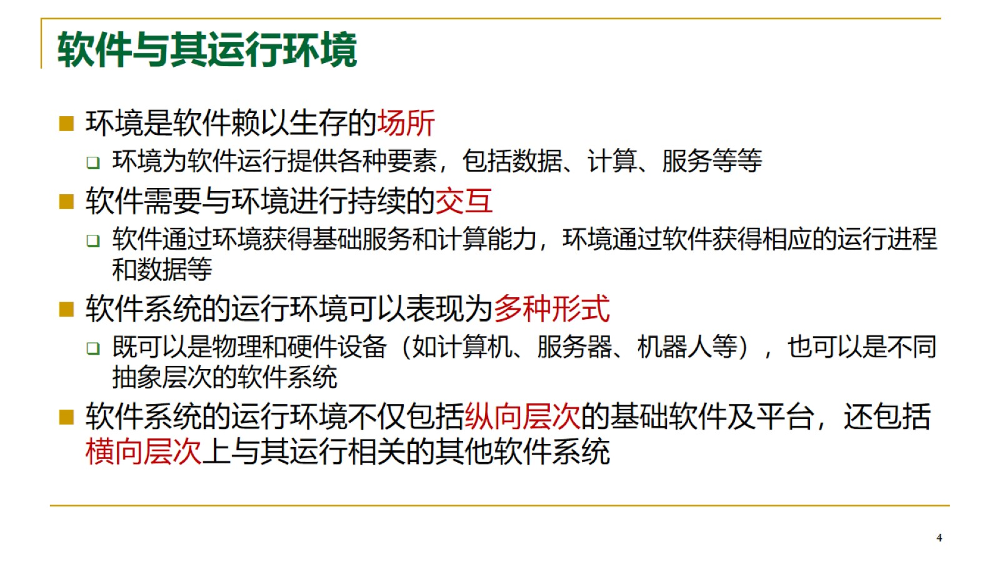 软件与其运行环境
环境是软件赖以生存的场所
环境为软件运行提供各种要素，包括数据、计算、服务等等
软件需要与环境进行持续的交互
软件通过环境获得基础服务和计算能力，环境通过软件获得相应的运行进程
和数据等
软件系统的运行环境可以表现为多种形式
既可以是物理和硬件设备（如计算机、服务器、机器人等），也可以是不同
抽象层次的软件系统
软件系统的运行环境不仅包括纵向层次的基础软件及平台，还包括
横向层次上与其运行相关的其他软件系统
4